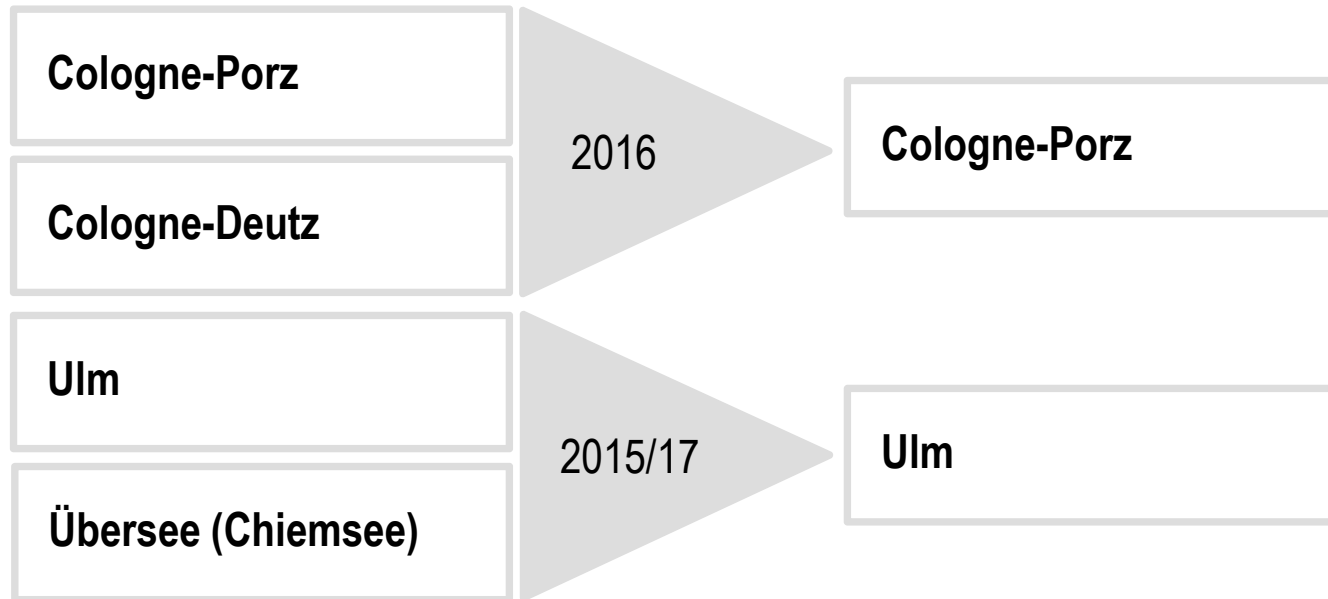 Cologne-Porz
Cologne-Deutz
2016
Cologne-Porz
Ulm
Übersee (Chiemsee)
2015/17
Ulm